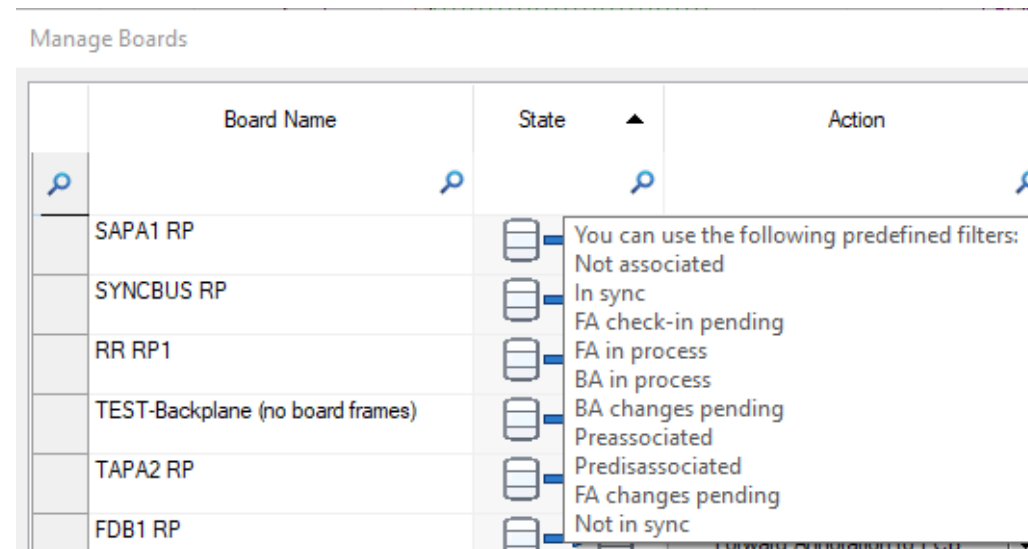 Manage Boards
Board Name State Action
SAPA1 RP
SYNCBUS RP
RR RP1
TEST-Backplane (no board frames)
TAPA2 RP
FDB1 RP
You can use the following predefined filters:
Not associated
In sync
FA check-in pending
FA in process
BA in process
BA changes pending
Preassociated
Predisassociated
FA changes pending
Not in sync